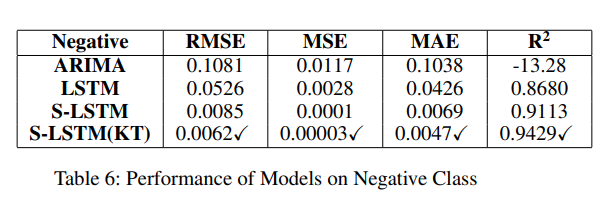 Negative RMSE MSE MAE R²
ARIMA 0.1081 0.0117 0.1038 -13.28
LSTM 0.0526 0.0028 0.0426 0.8680
S-LSTM 0.0085 0.0001 0.0069 0.9113
S-LSTM(KT) 0.0062✓ 0.00003✓ 0.0047✓ 0.9429✓
Table 6: Performance of Models on Negative Class